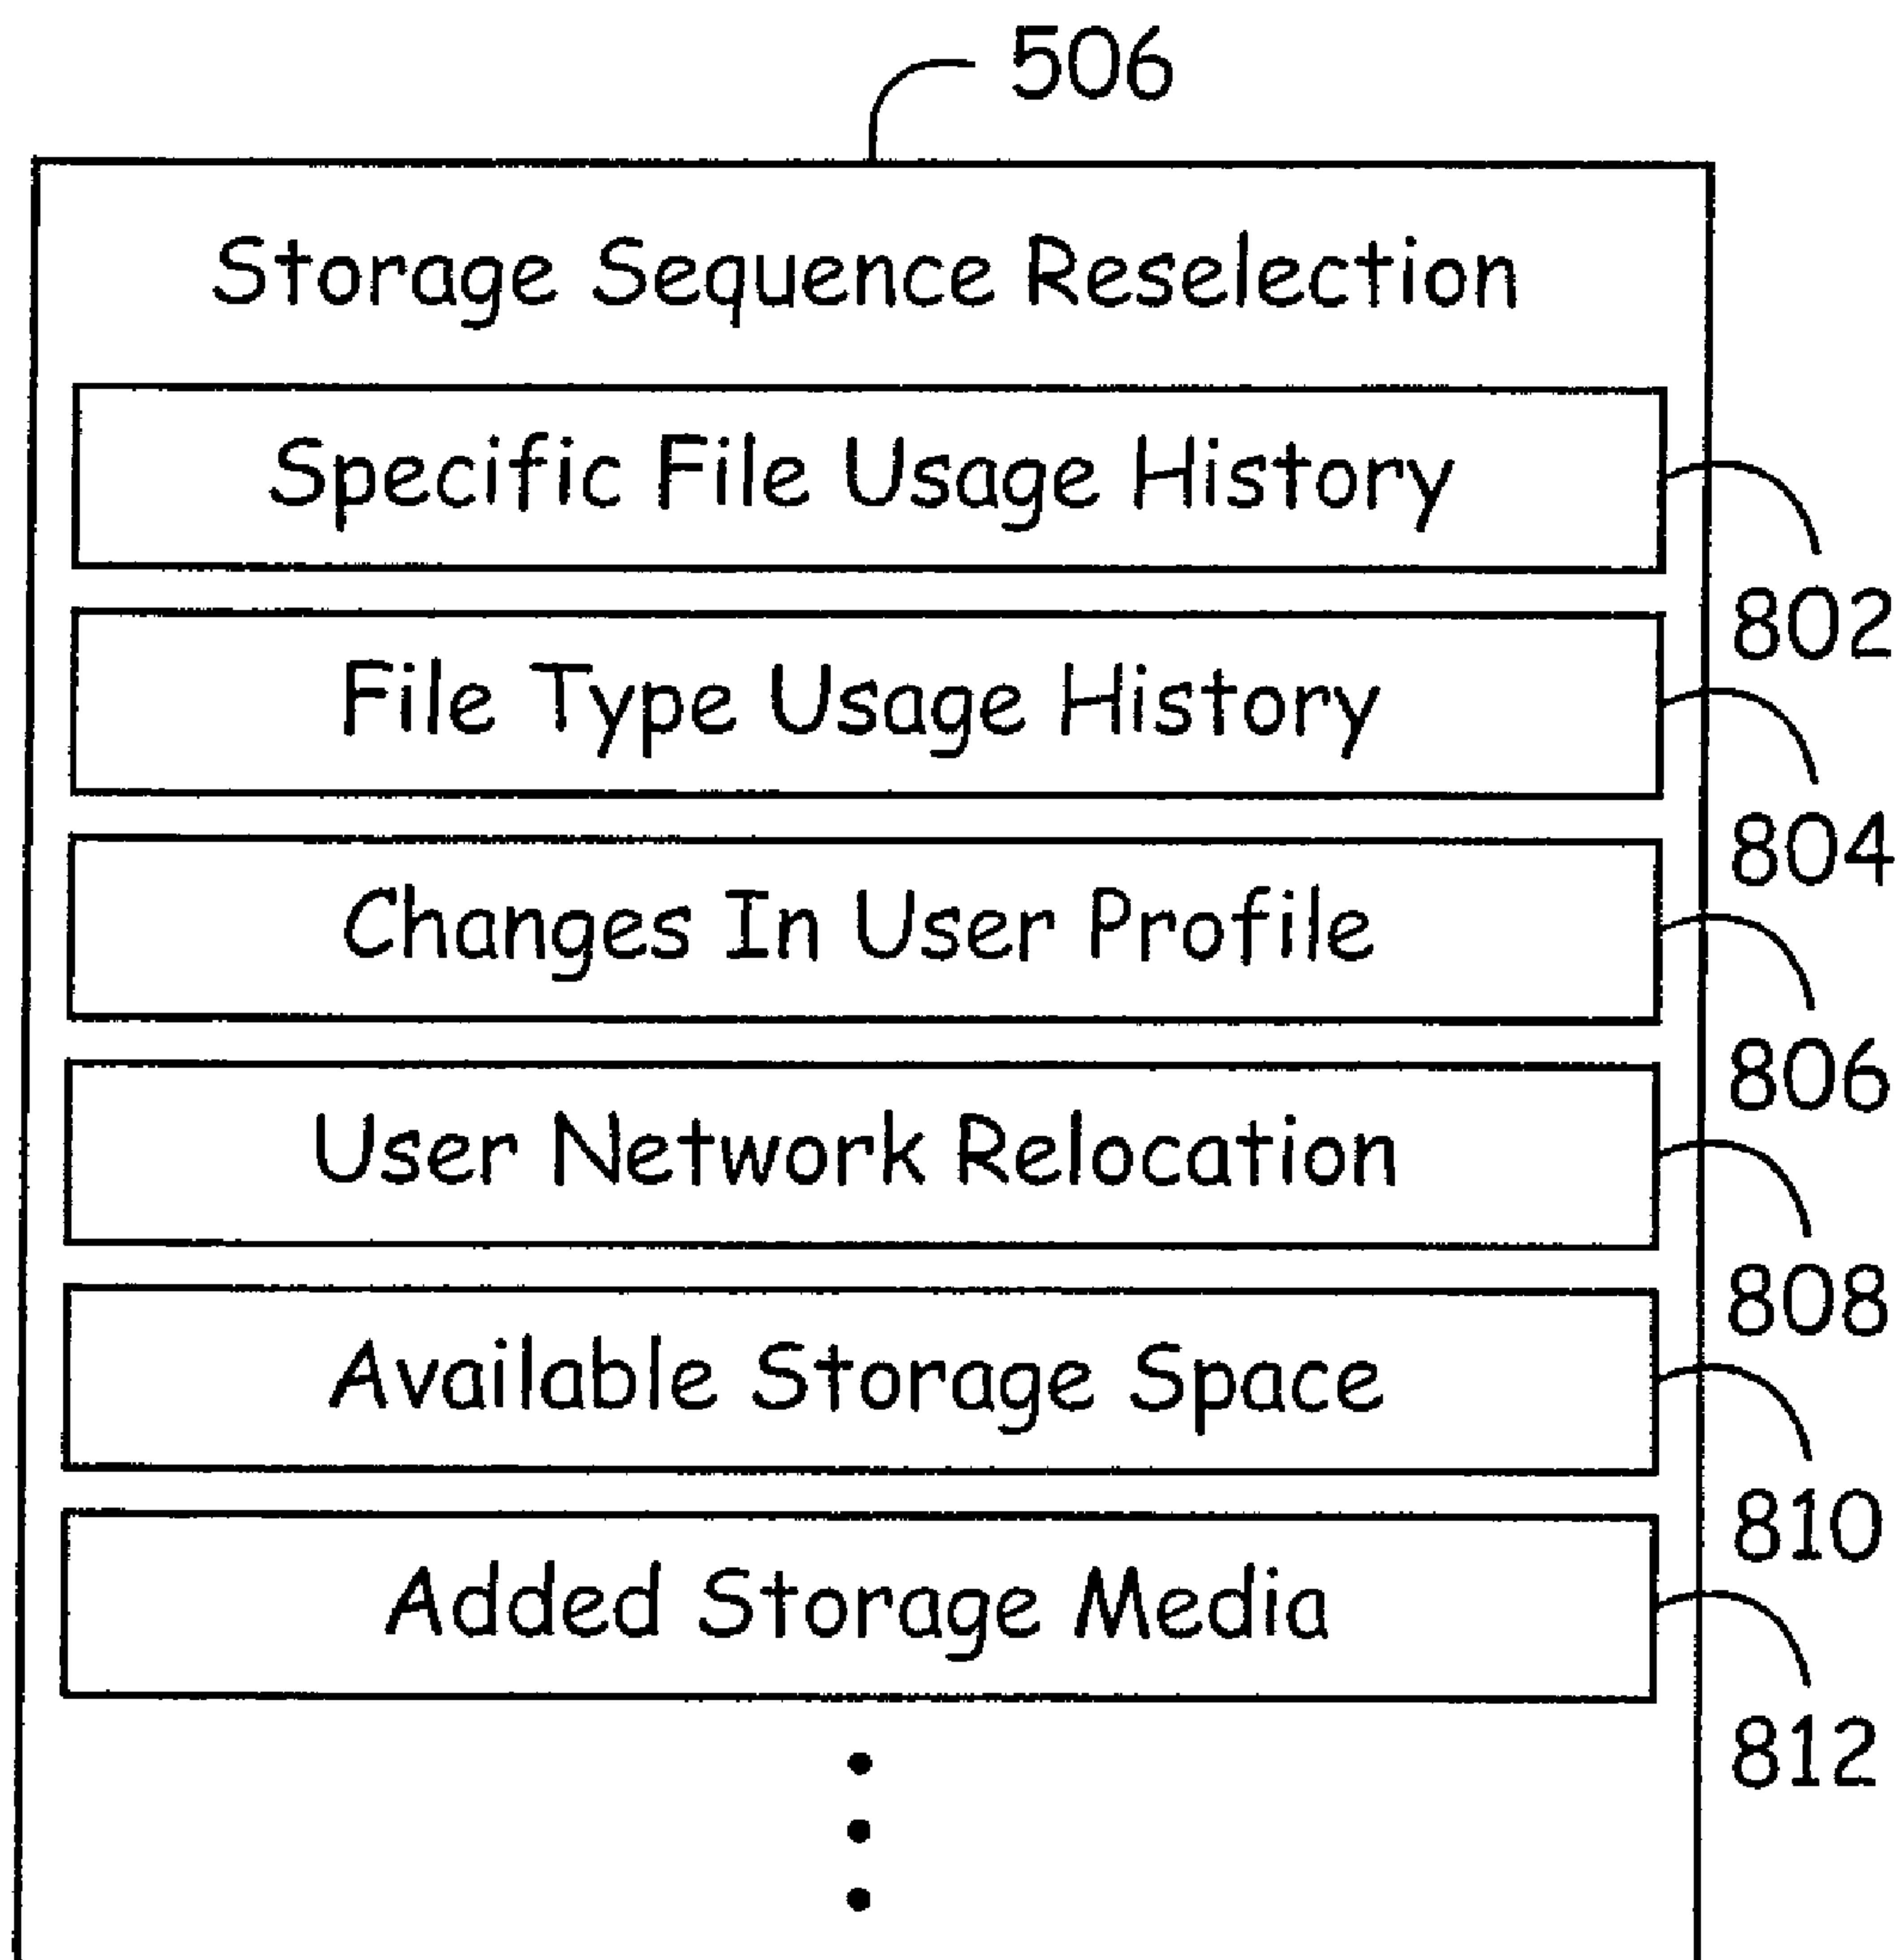 506
Storage Sequence Reselection
Specific File Usage History
802
File Type Usage History
804
Changes In User Profile
806
User Network Relocation
808
Available Storage Space
810
Added Storage Media
812